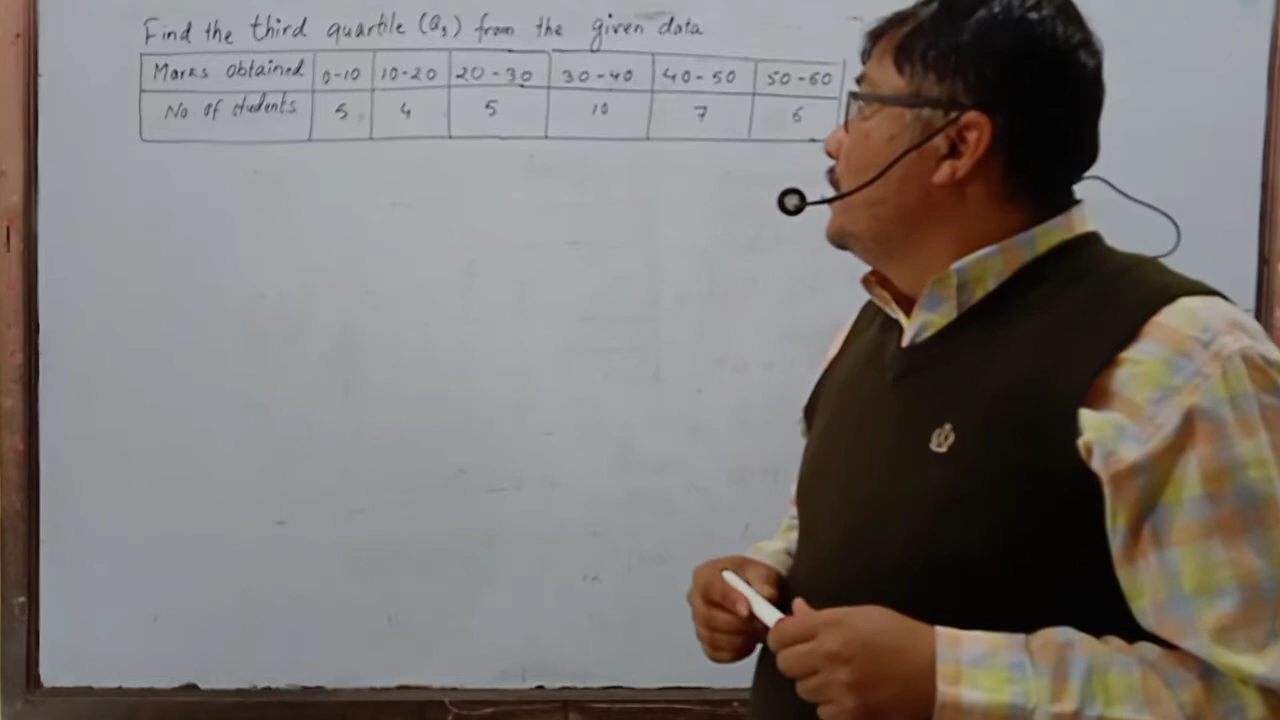 Find the third quartile (Q₃) from the given data
Marks obtained 0-10 10-20 20-30 30-40 40-50 50-60
No of students 5 4 5 10 7 6